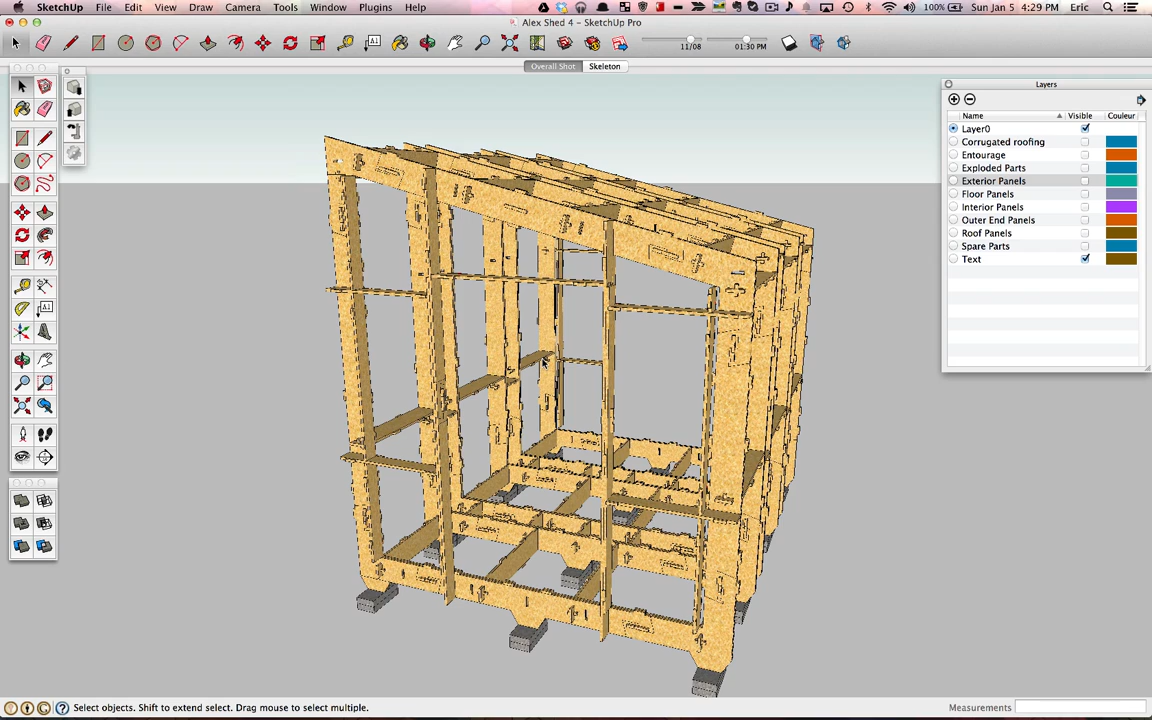 SketchUp File Edit View Draw Camera Tools Window Plugins Help 100% Sun Jan 5 4:29 PM Eric
Alex Shed 4 - SketchUp Pro
11/08 01:30 PM
Overall Shot Skeleton
Layers
Name Visible Couleur
Layer0
Corrugated roofing
Entourage
Exploded Parts
Exterior Panels
Floor Panels
Interior Panels
Outer End Panels
Roof Panels
Spare Parts
Text
Select objects. Shift to extend select. Drag mouse to select multiple. Measurements